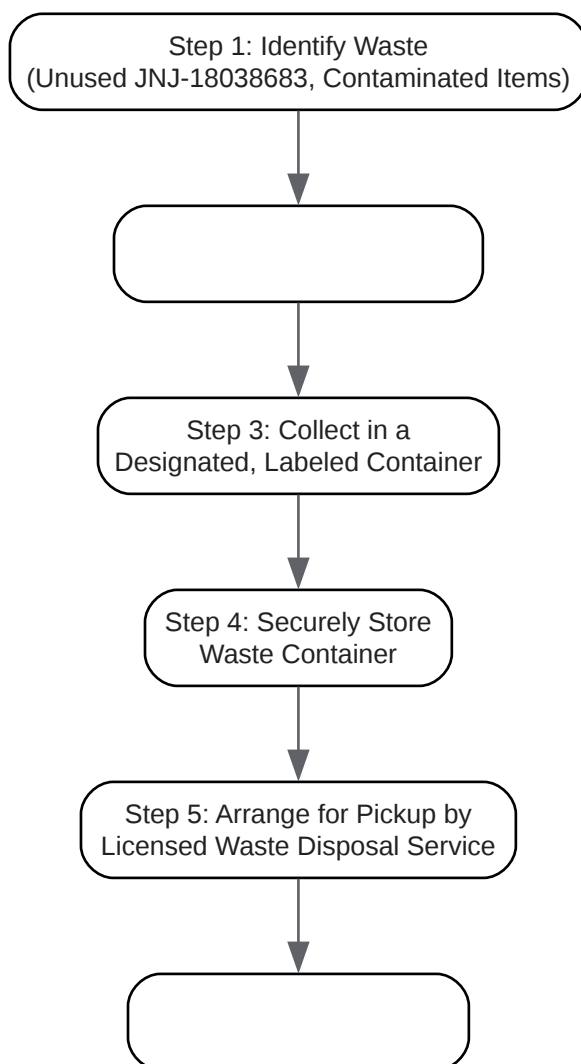 Step 1: Identify Waste
(Unused JNJ-18038683, Contaminated Items)
Step 3: Collect in a
Designated, Labeled Container
Step 4: Securely Store
Waste Container
Step 5: Arrange for Pickup by
Licensed Waste Disposal Service